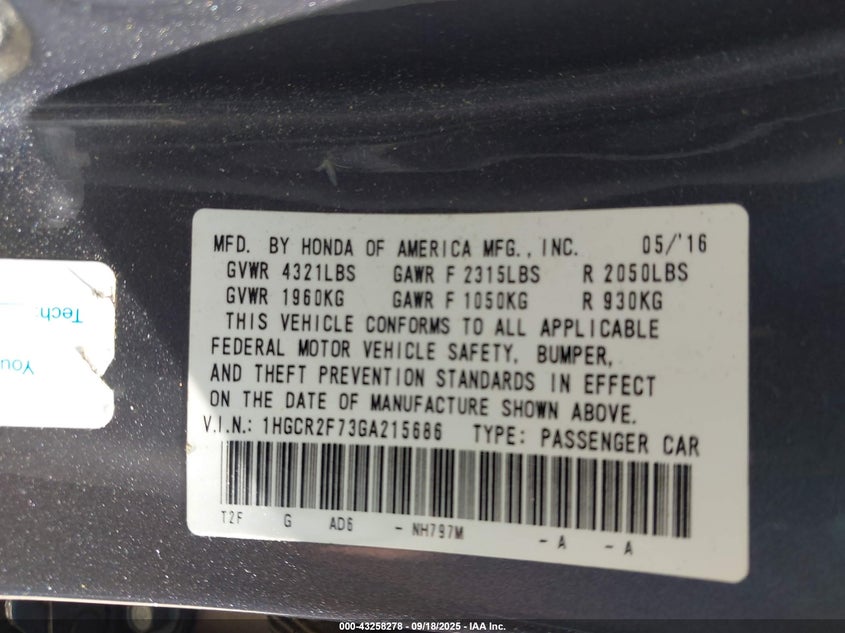 MFD. BY HONDA OF AMERICA MFG., INC. 05/'16
GVWR 4321LBS GAWR F 2315LBS R 2050LBS
GVWR 1960KG GAWR F 1050KG R 930KG
THIS VEHICLE CONFORMS TO ALL APPLICABLE
FEDERAL MOTOR VEHICLE SAFETY, BUMPER,
AND THEFT PREVENTION STANDARDS IN EFFECT
ON THE DATE OF MANUFACTURE SHOWN ABOVE.
V.I.N.: 1HGCR2F73GA215686 TYPE: PASSENGER CAR
T2F G AD6 - NH797M - A - A
Tech
You
000-43258278 - 09/18/2025 - IAA Inc.